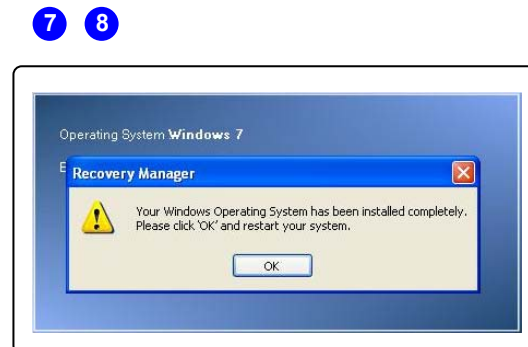 7 8
Operating System Windows 7
E
Recovery Manager
Your Windows Operating System has been installed completely.
Please click 'OK' and restart your system.
OK